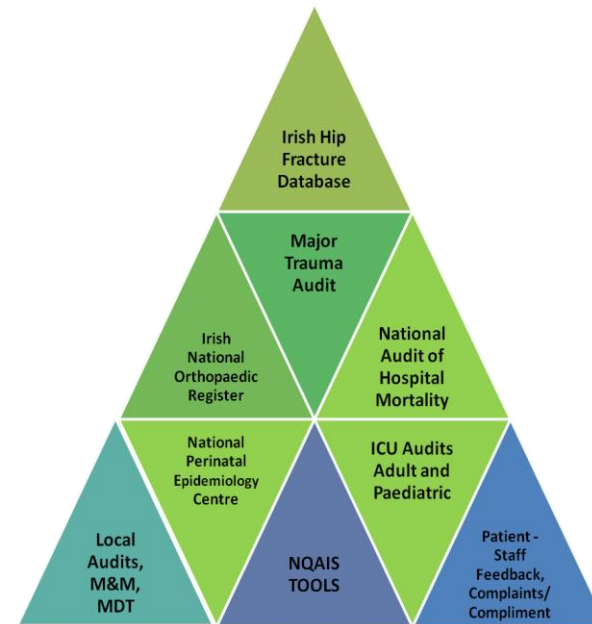 Irish Hip
Fracture
Database
Major
Trauma
Audit
Irish
National
Orthopaedic
Register
National
Audit of
Hospital
Mortality
National
Perinatal
Epidemiology
Centre
ICU Audits
Adult and
Paediatric
Local
Audits,
M&M,
MDT
NQAIS
TOOLS
Patient -
Staff
Feedback,
Complaints/
Compliment